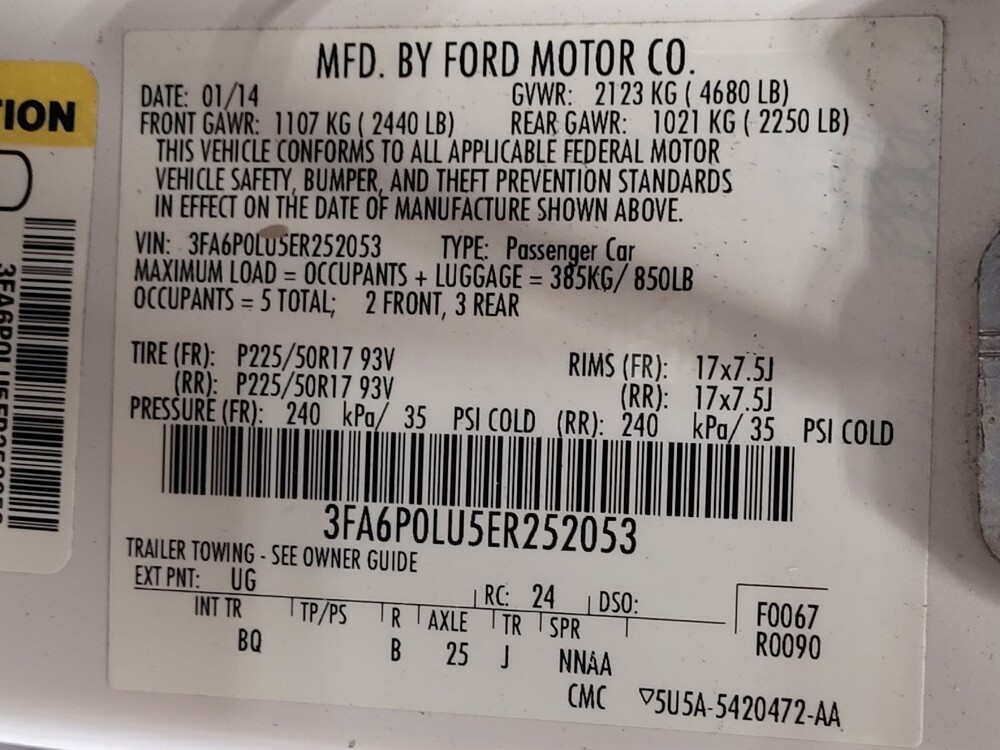 MFD. BY FORD MOTOR CO.
DATE: 01/14 GVWR: 2123 KG ( 4680 LB)
FRONT GAWR: 1107 KG ( 2440 LB) REAR GAWR: 1021 KG ( 2250 LB)
THIS VEHICLE CONFORMS TO ALL APPLICABLE FEDERAL MOTOR
VEHICLE SAFETY, BUMPER, AND THEFT PREVENTION STANDARDS
IN EFFECT ON THE DATE OF MANUFACTURE SHOWN ABOVE.
VIN: 3FA6P0LU5ER252053 TYPE: Passenger Car
MAXIMUM LOAD = OCCUPANTS + LUGGAGE = 385KG/ 850LB
OCCUPANTS = 5 TOTAL; 2 FRONT, 3 REAR
TIRE (FR): P225/50R17 93V RIMS (FR): 17x7.5J
(RR): P225/50R17 93V (RR): 17x7.5J
PRESSURE (FR): 240 kPa/ 35 PSI COLD (RR): 240 kPa/ 35 PSI COLD
3FA6P0LU5ER252053
TRAILER TOWING - SEE OWNER GUIDE
EXT PNT: UG RC: 24 DSO:
INT TR TP/PS R AXLE TR SPR
BQ B 25 J NNAA
F0067
R0090
CMC ▽5U5A-5420472-AA
TION